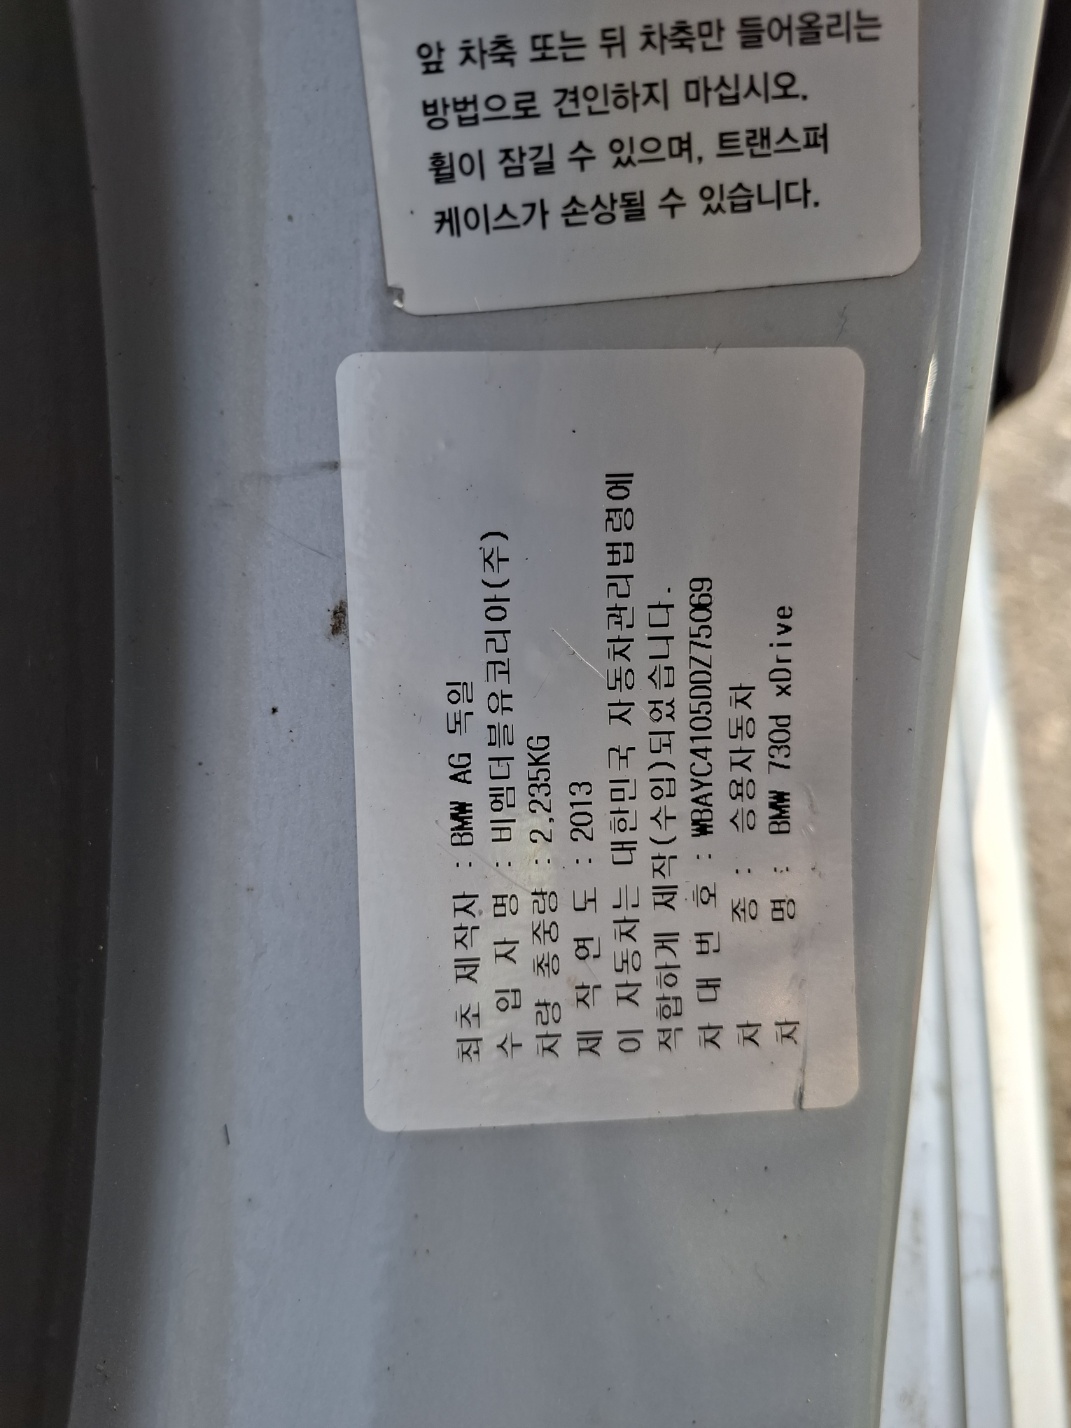 앞 차축 또는 뒤 차축만 들어올리는
방법으로 견인하지 마십시오.
휠이 잠길 수 있으며, 트랜스퍼
케이스가 손상될 수 있습니다.
최초 제작자 : BMW AG 독일
수 입 자 명 : 비엠더블유코리아(주)
차량 총중량 : 2,235KG
제 작 연 도 : 2013
이 자동차는 대한민국 자동차관리법령에
적합하게 제작(수입)되었습니다.
차 대 번 호 : WBAYC4105DDZ75069
차 종 : 승용자동차
차 명 : BMW 730d xDrive